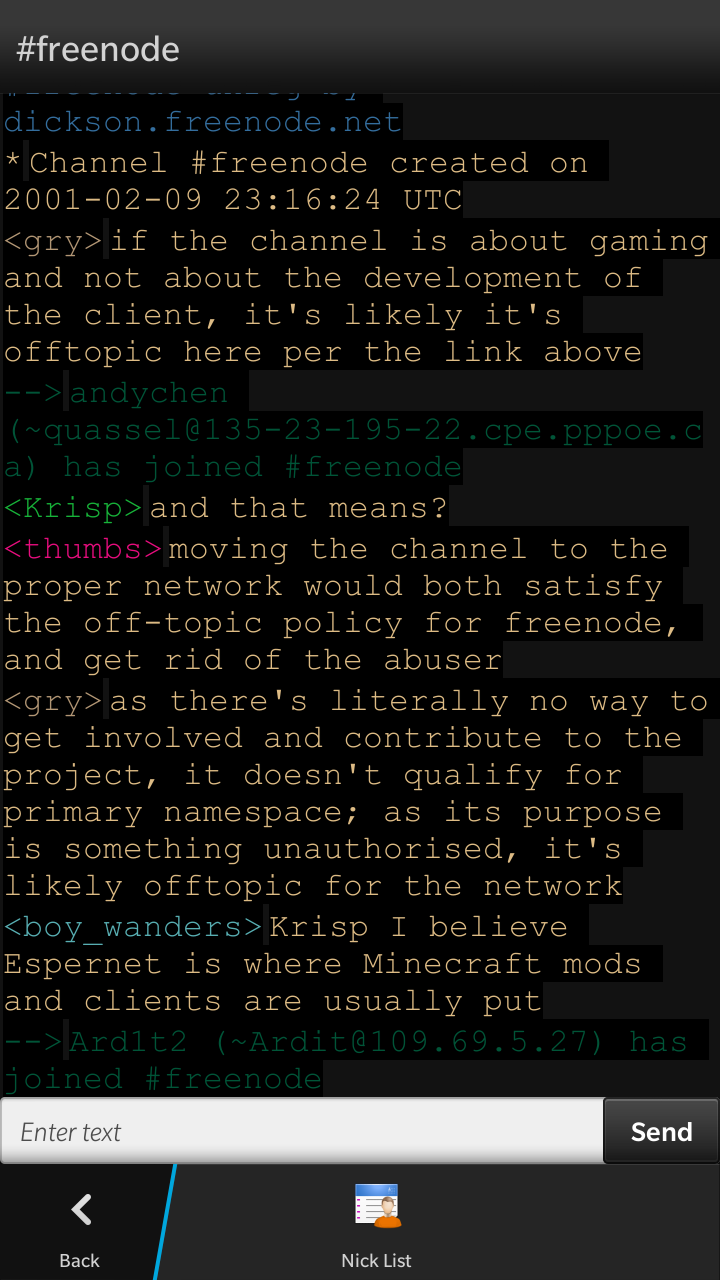 #freenode
dickson.freenode.net
*Channel #freenode created on
2001-02-09 23:16:24 UTC
<gry>if the channel is about gaming
and not about the development of
the client, it's likely it's
offtopic here per the link above
-->andychen
(~quassel@135-23-195-22.cpe.pppoe.c
a) has joined #freenode
<Krisp>and that means?
<thumbs>moving the channel to the
proper network would both satisfy
the off-topic policy for freenode,
and get rid of the abuser
<gry>as there's literally no way to
get involved and contribute to the
project, it doesn't qualify for
primary namespace; as its purpose
is something unauthorised, it's
likely offtopic for the network
<boy_wanders>Krisp I believe
Espernet is where Minecraft mods
and clients are usually put
-->Ard1t2 (~Ardit@109.69.5.27) has
joined #freenode
Enter text
Send
Back
Nick List